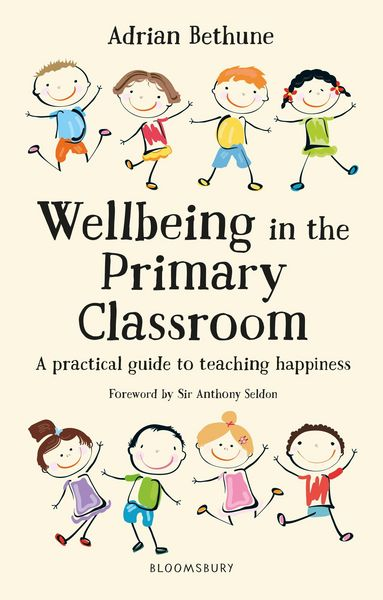 Adrian Bethune
Wellbeing in the
Primary
Classroom
A practical guide to teaching happiness
Foreword by Sir Anthony Seldon
BLOOMSBURY